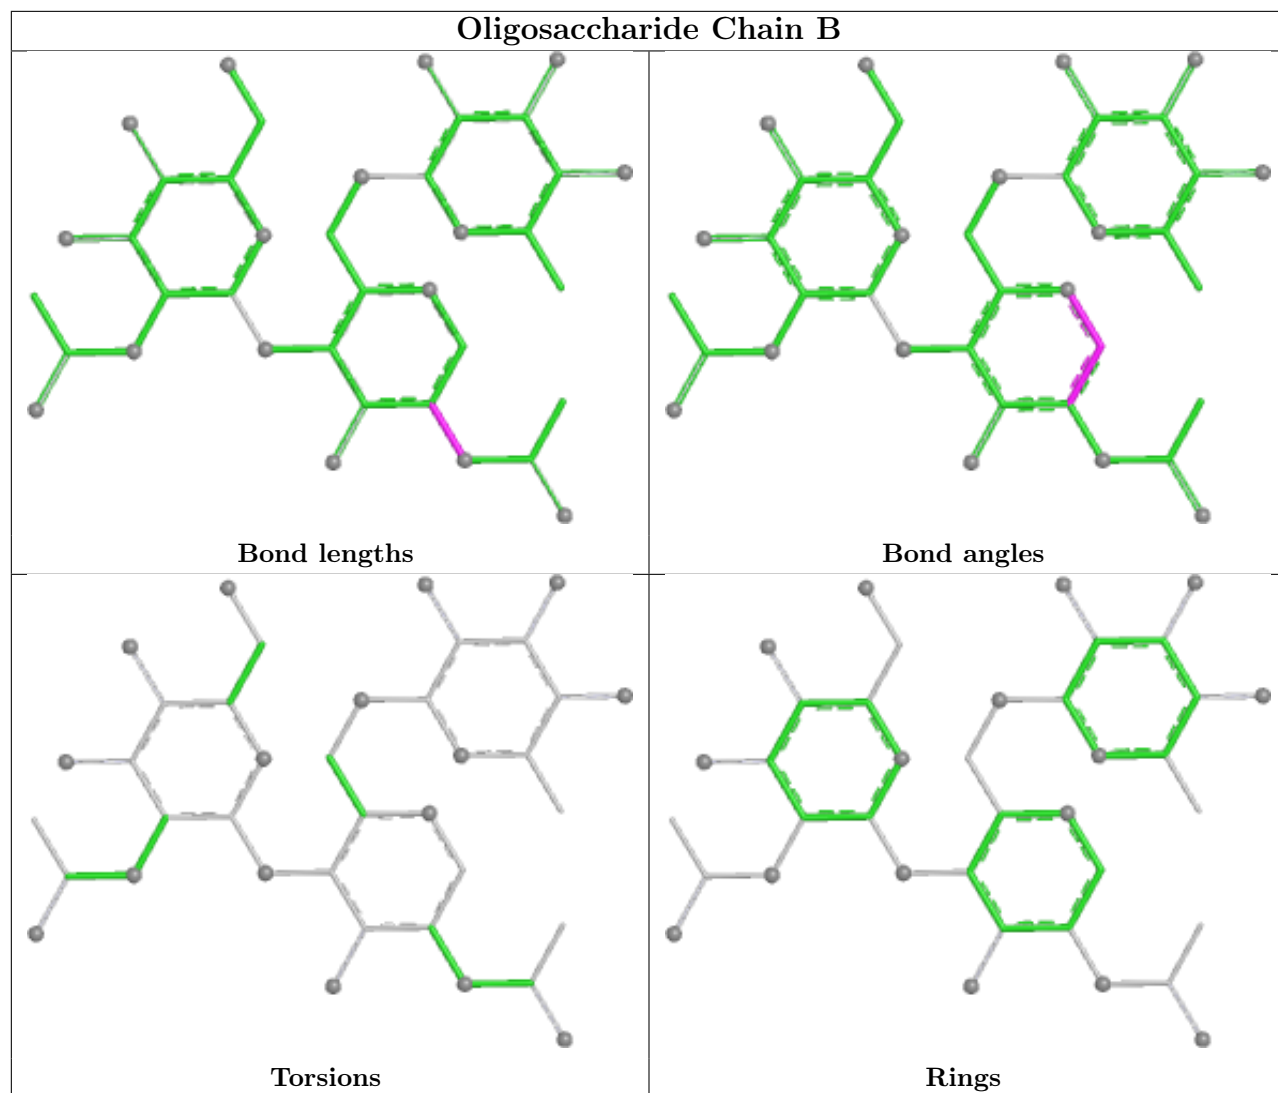 Oligosaccharide Chain B
Bond lengths
Bond angles
Torsions
Rings